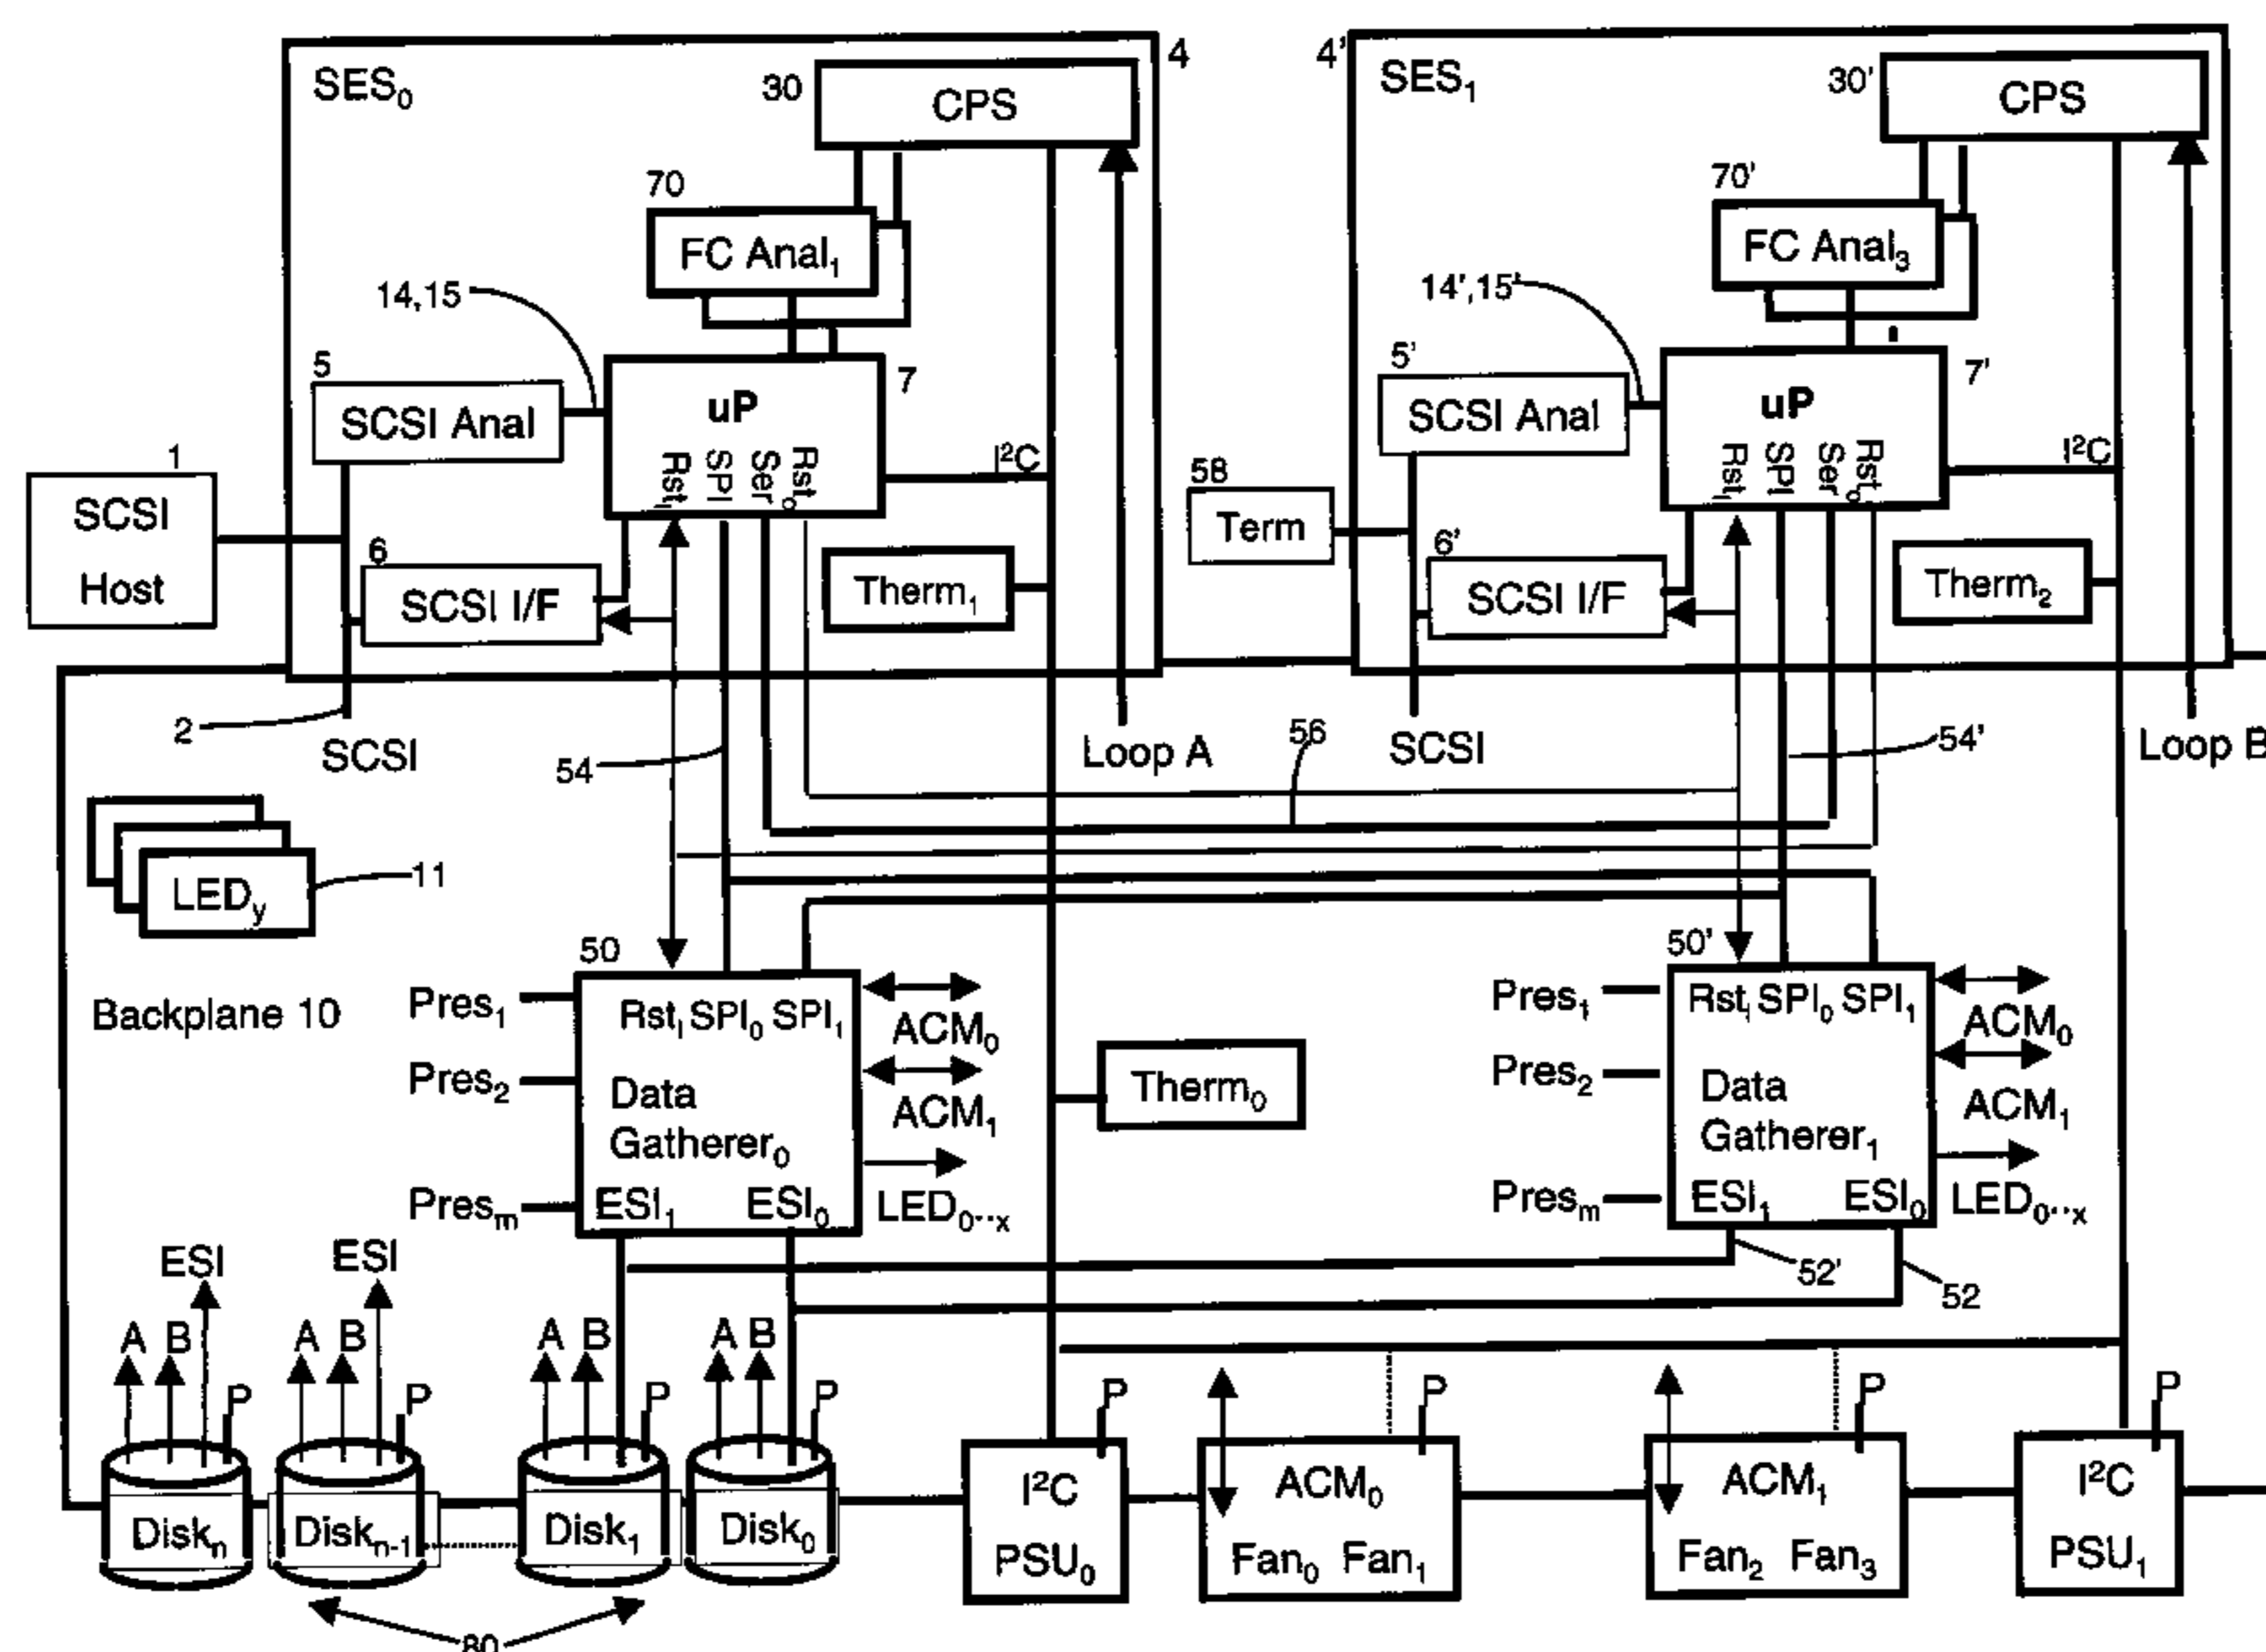 SES₀
30
CPS
4
70
FC Anal₁
14,15
5
SCSI Anal
uP
7
Rstᵢ
SPI
Ser
Rstₒ
I²C
1
SCSI
Host
6
SCSI I/F
Therm₁
2
SCSI
54
Loop A
4'
SES₁
30'
CPS
70'
FC Anal₃
14',15'
5'
SCSI Anal
uP
7'
Rstᵢ
SPI
Ser
Rstₒ
I²C
58
Term
6'
SCSI I/F
Therm₂
56
SCSI
54'
Loop B
LEDy
11
Backplane 10
50
Pres₁
Pres₂
Presₘ
Rstᵢ SPI₀ SPI₁
Data
Gatherer₀
ESI₁ ESI₀
ACM₀
ACM₁
LED₀··ₓ
Therm₀
50'
Pres₁
Pres₂
Presₘ
Rstᵢ SPI₀ SPI₁
Data
Gatherer₁
ESI₁ ESI₀
ACM₀
ACM₁
LED₀··ₓ
52'
52
ESI
ESI
A B P
A B P
A B P
A B P
P
P
P
P
Diskₙ
Diskₙ₋₁
Disk₁
Disk₀
I²C
PSU₀
ACM₀
Fan₀ Fan₁
ACM₁
Fan₂ Fan₃
I²C
PSU₁
80